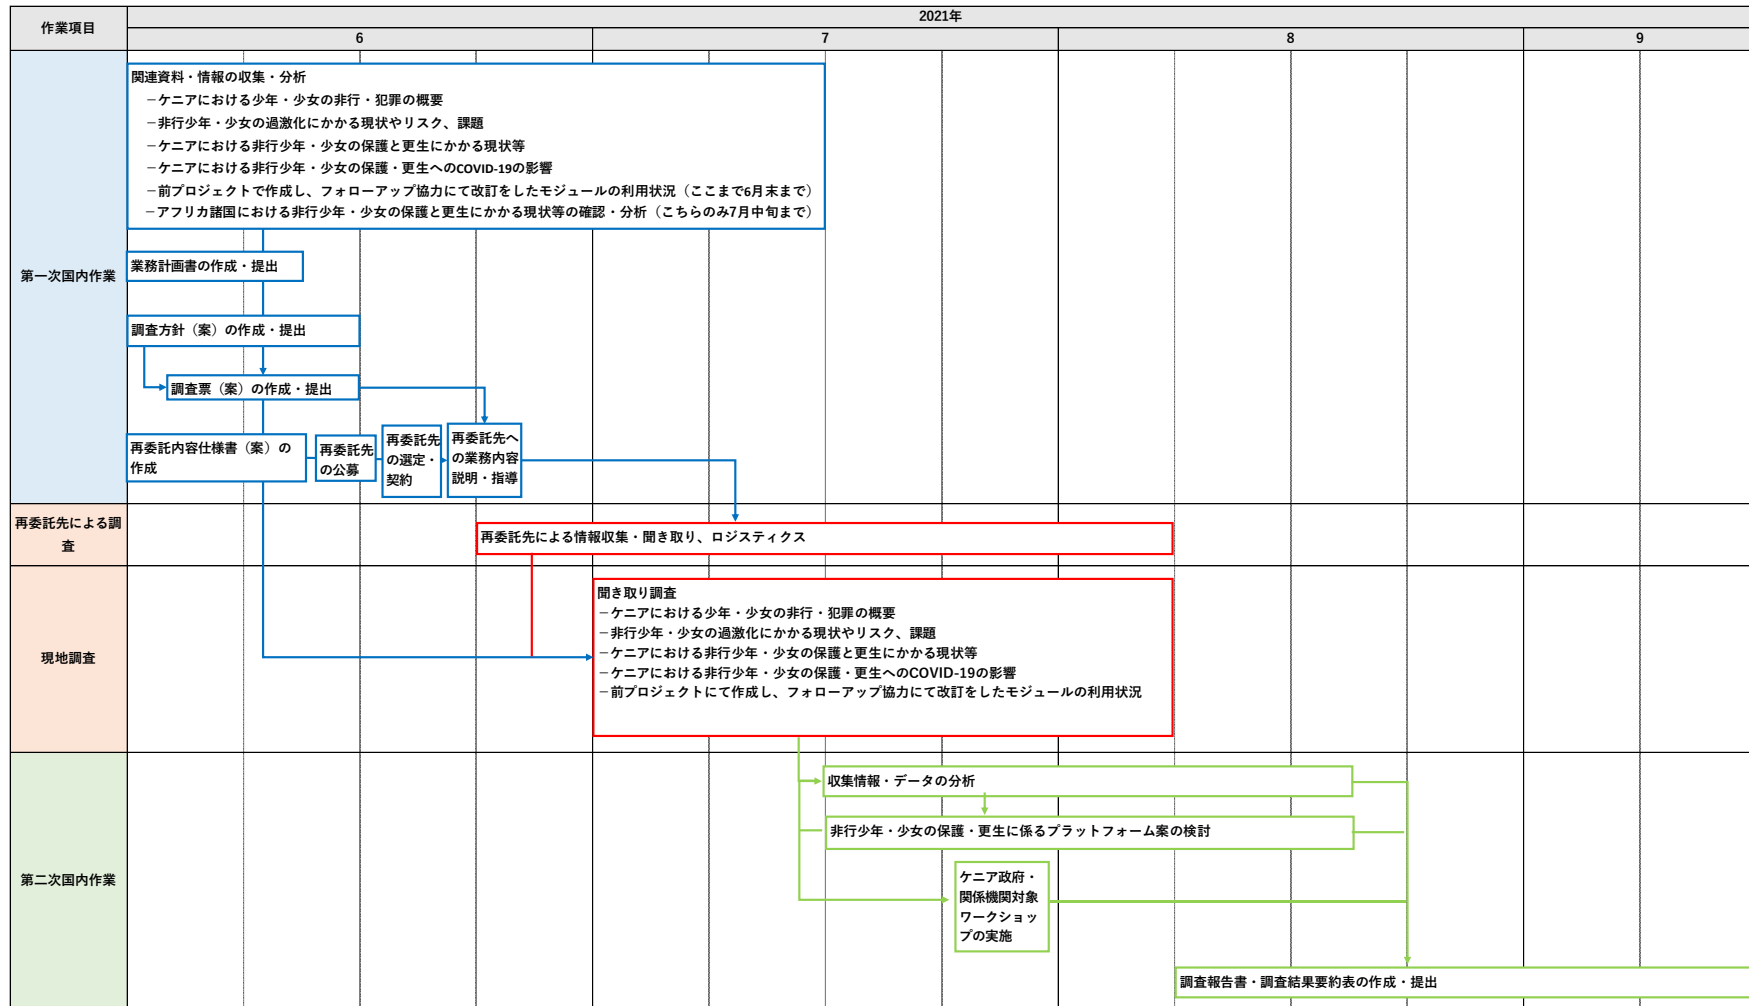 作業項目
2021年
6
7
8
9
第一次国内作業
関連資料・情報の収集・分析
－ケニアにおける少年・少女の非行・犯罪の概要
－非行少年・少女の過激化にかかる現状やリスク、課題
－ケニアにおける非行少年・少女の保護と更生にかかる現状等
－ケニアにおける非行少年・少女の保護・更生へのCOVID-19の影響
－前プロジェクトで作成し、フォローアップ協力にて改訂をしたモジュールの利用状況（ここまで6月末まで）
－アフリカ諸国における非行少年・少女の保護と更生にかかる現状等の確認・分析（こちらのみ7月中旬まで）
業務計画書の作成・提出
調査方針（案）の作成・提出
調査票（案）の作成・提出
再委託内容仕様書（案）の
作成
再委託先
の公募
再委託先
の選定・
契約
再委託先へ
の業務内容
説明・指導
再委託先による調
査
再委託先による情報収集・聞き取り、ロジスティクス
現地調査
聞き取り調査
－ケニアにおける少年・少女の非行・犯罪の概要
－非行少年・少女の過激化にかかる現状やリスク、課題
－ケニアにおける非行少年・少女の保護と更生にかかる現状等
－ケニアにおける非行少年・少女の保護・更生へのCOVID-19の影響
－前プロジェクトにて作成し、フォローアップ協力にて改訂をしたモジュールの利用状況
第二次国内作業
収集情報・データの分析
非行少年・少女の保護・更生に係るプラットフォーム案の検討
ケニア政府・
関係機関対象
ワークショッ
プの実施
調査報告書・調査結果要約表の作成・提出